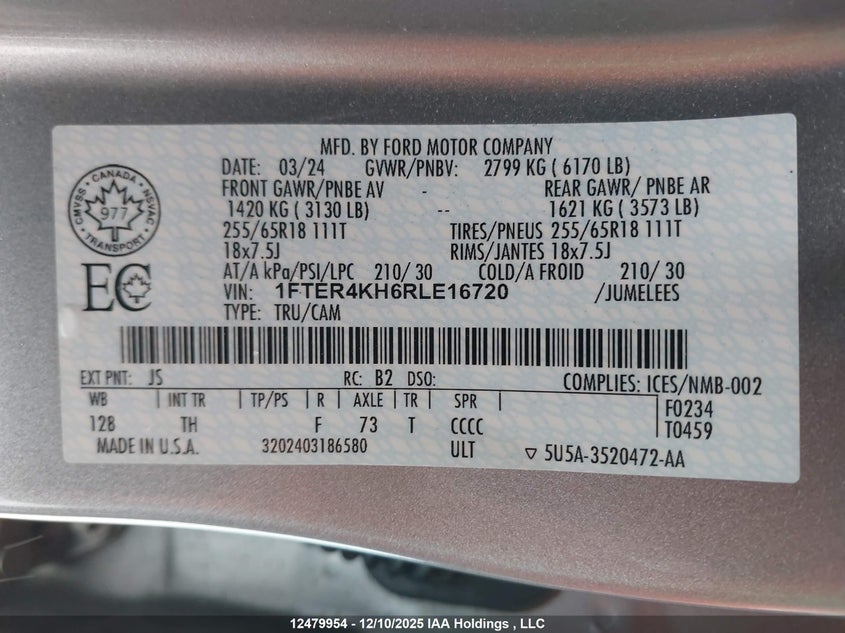 MFD. BY FORD MOTOR COMPANY
DATE: 03/24 GVWR/PNBV: 2799 KG ( 6170 LB)
FRONT GAWR/PNBE AV - REAR GAWR/ PNBE AR
1420 KG ( 3130 LB) -- 1621 KG ( 3573 LB)
255/65R18 111T TIRES/PNEUS 255/65R18 111T
18x7.5J RIMS/JANTES 18x7.5J
AT/A kPa/PSI/LPC 210/ 30 COLD/A FROID 210/ 30
VIN: 1FTER4KH6RLE16720 /JUMELEES
TYPE: TRU/CAM
CANADA
CMVSS NSVAC
977
TRANSPORT
EC
EXT PNT: JS RC: B2 DSO: COMPLIES: ICES/NMB-002
WB | INT TR | TP/PS | R | AXLE | TR | SPR | F0234
128 TH F 73 T CCCC T0459
MADE IN U.S.A. 3202403186580 ULT ▽ 5U5A-3520472-AA
12479954 - 12/10/2025 IAA Holdings , LLC